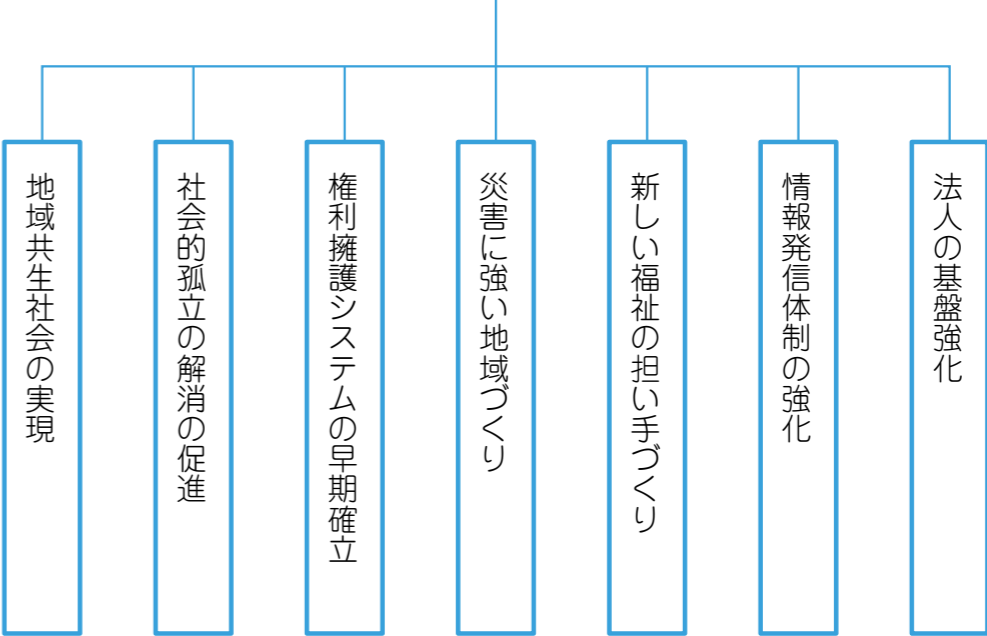 地域共生社会の実現
社会的孤立の解消の促進
権利擁護システムの早期確立
災害に強い地域づくり
新しい福祉の担い手づくり
情報発信体制の強化
法人の基盤強化